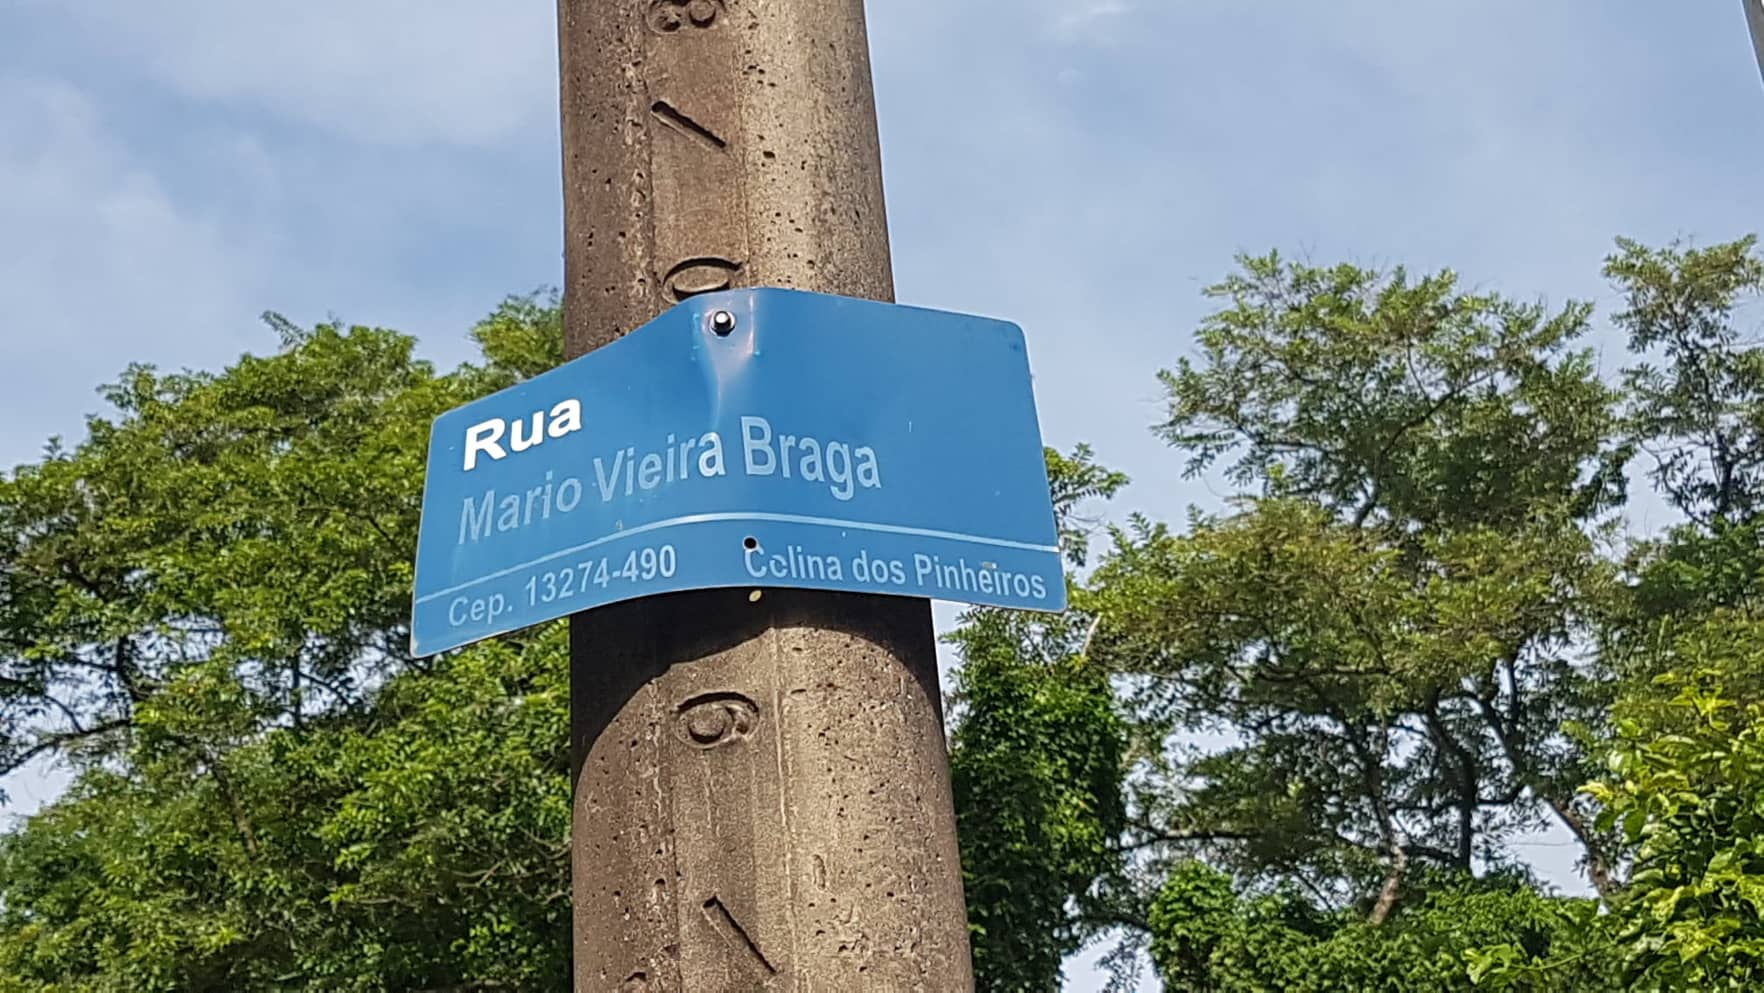 Rua
Mario Vieira Braga
Cep. 13274-490 Colina dos Pinheiros